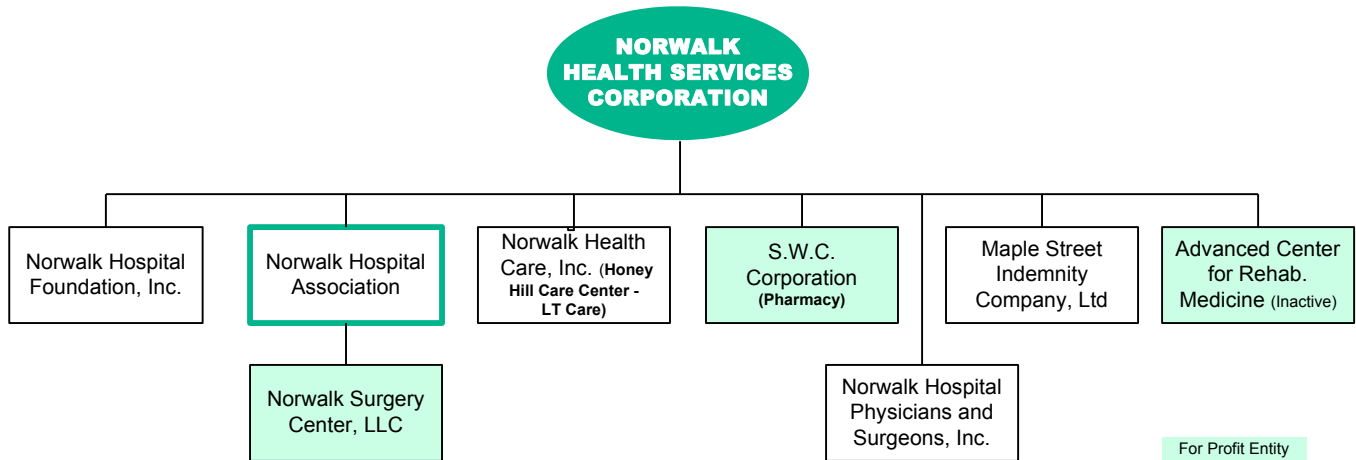 NORWALK
HEALTH SERVICES
CORPORATION
Norwalk Hospital
Foundation, Inc.
Norwalk Hospital
Association
Norwalk Health
Care, Inc. (Honey
Hill Care Center -
LT Care)
S.W.C.
Corporation
(Pharmacy)
Maple Street
Indemnity
Company, Ltd
Advanced Center
for Rehab.
Medicine (Inactive)
Norwalk Surgery
Center, LLC
Norwalk Hospital
Physicians and
Surgeons, Inc.
For Profit Entity